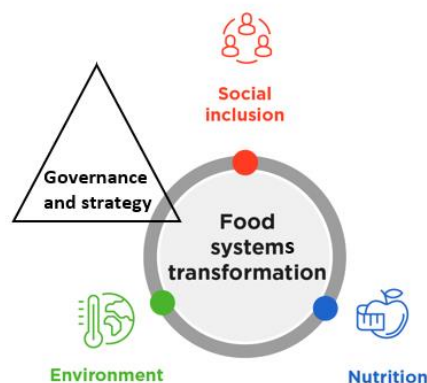 Social
inclusion
Governance
and strategy
Food
systems
transformation
Environment
Nutrition